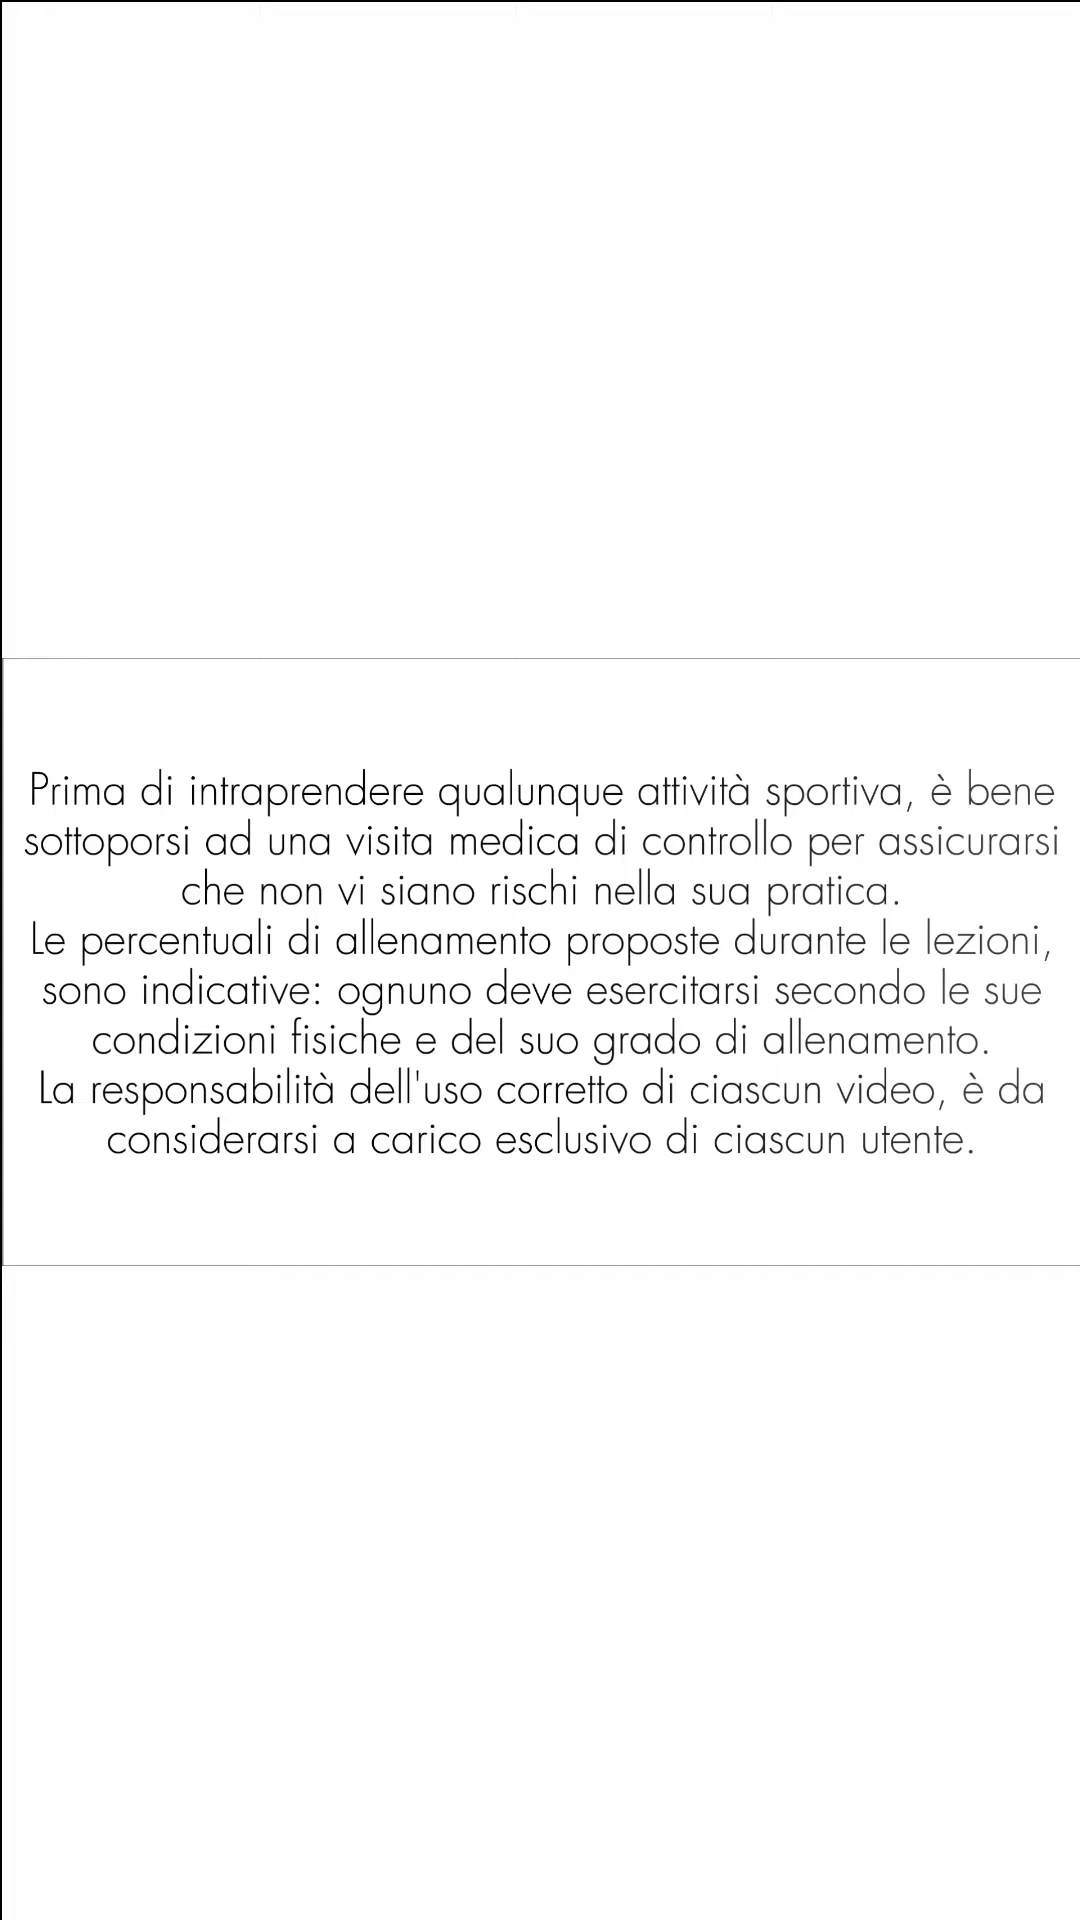 Prima di intraprendere qualunque attività sportiva, è bene
sottoporsi ad una visita medica di controllo per assicurarsi
che non vi siano rischi nella sua pratica.
Le percentuali di allenamento proposte durante le lezioni,
sono indicative: ognuno deve esercitarsi secondo le sue
condizioni fisiche e del suo grado di allenamento.
La responsabilità dell'uso corretto di ciascun video, è da
considerarsi a carico esclusivo di ciascun utente.